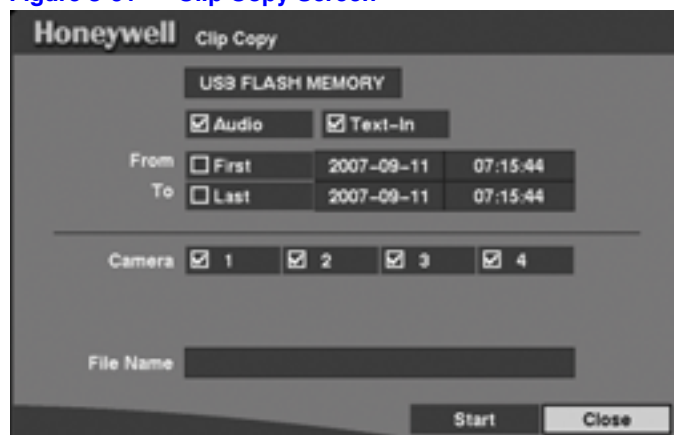 Honeywell Clip Copy
USB FLASH MEMORY
Audio Text-In
From First 2007-09-11 07:15:44
To Last 2007-09-11 07:15:44
Camera 1 2 3 4
File Name
Start Close